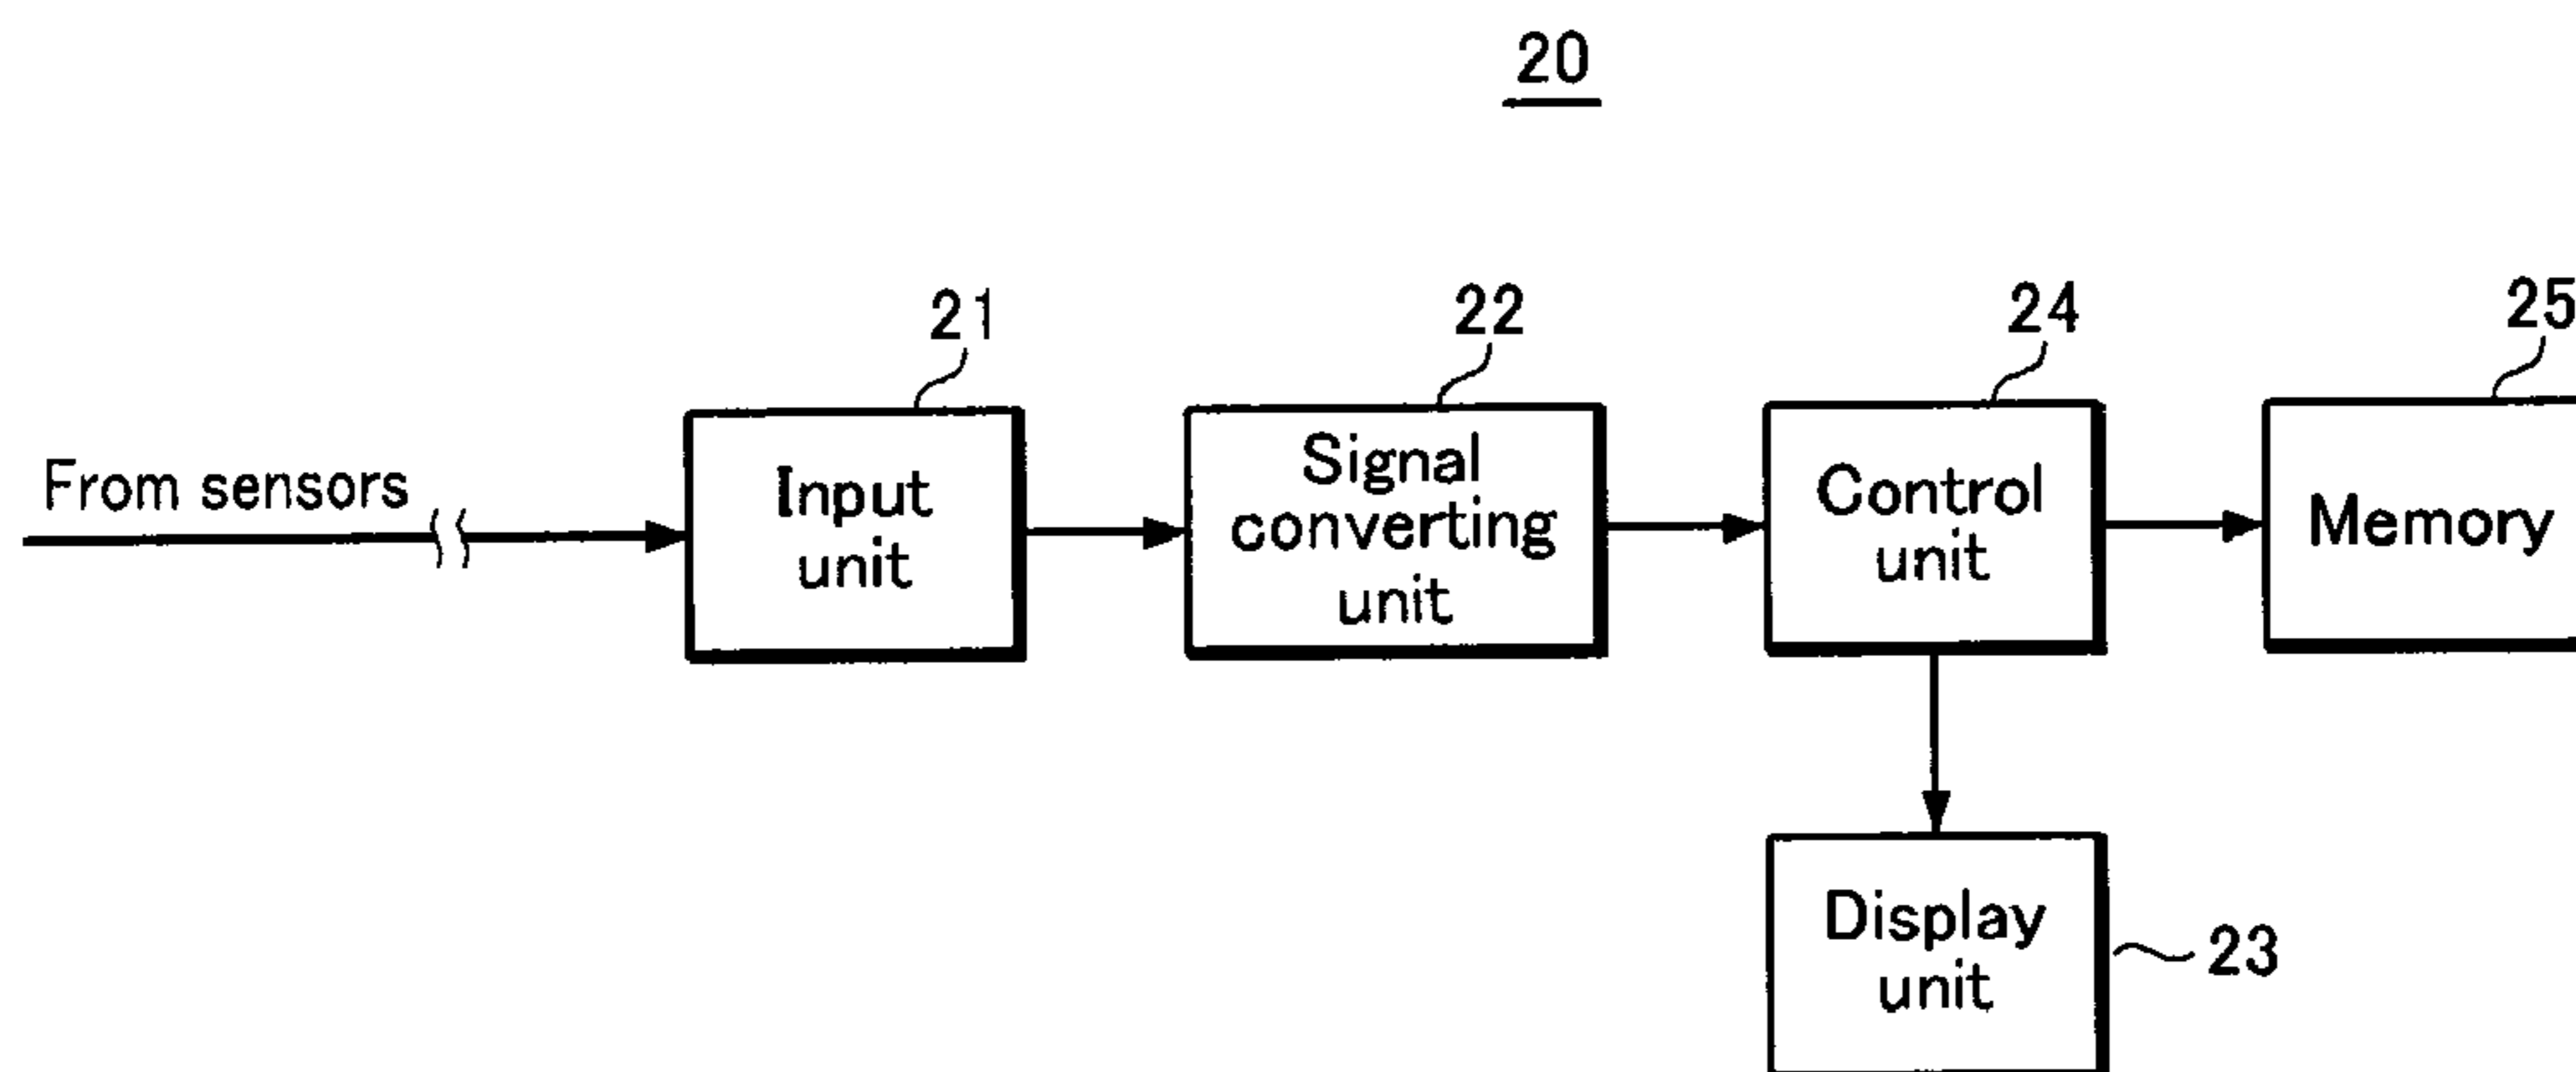 20
21
22
24
25
From sensors
Input
unit
Signal
converting
unit
Control
unit
Memory
Display
unit
23